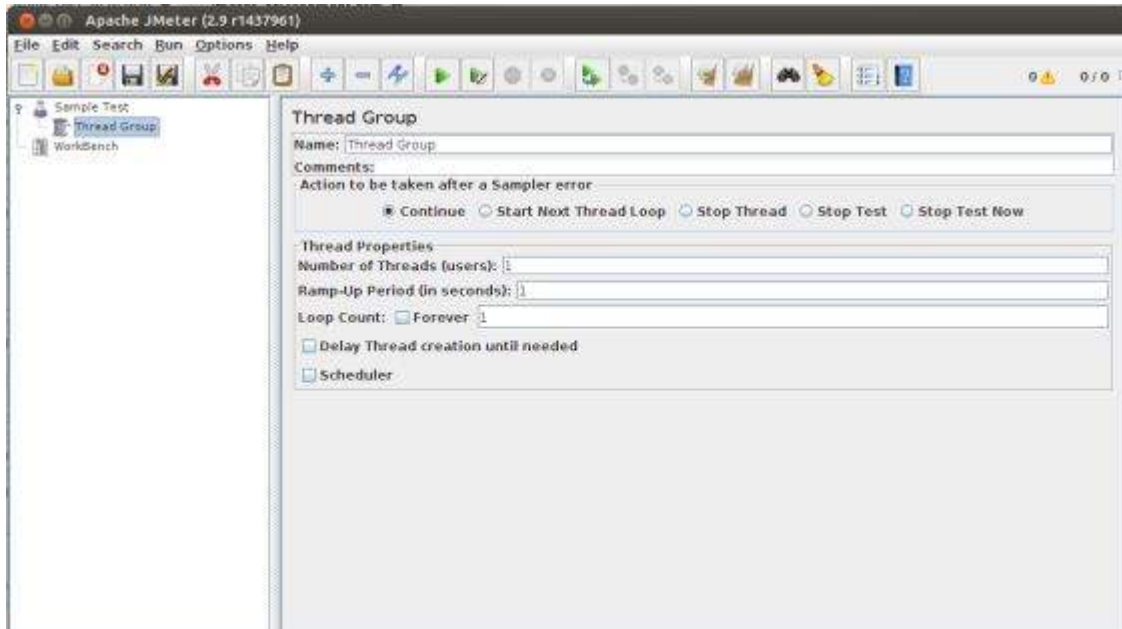 Apache JMeter (2.9 r1437961)
File Edit Search Run Options Help
0 0 / 0
Sample Test
Thread Group
WorkBench
Thread Group
Name: Thread Group
Comments:
Action to be taken after a Sampler error
Continue Start Next Thread Loop Stop Thread Stop Test Stop Test Now
Thread Properties
Number of Threads (users): 1
Ramp-Up Period (in seconds): 1
Loop Count: Forever 1
Delay Thread creation until needed
Scheduler